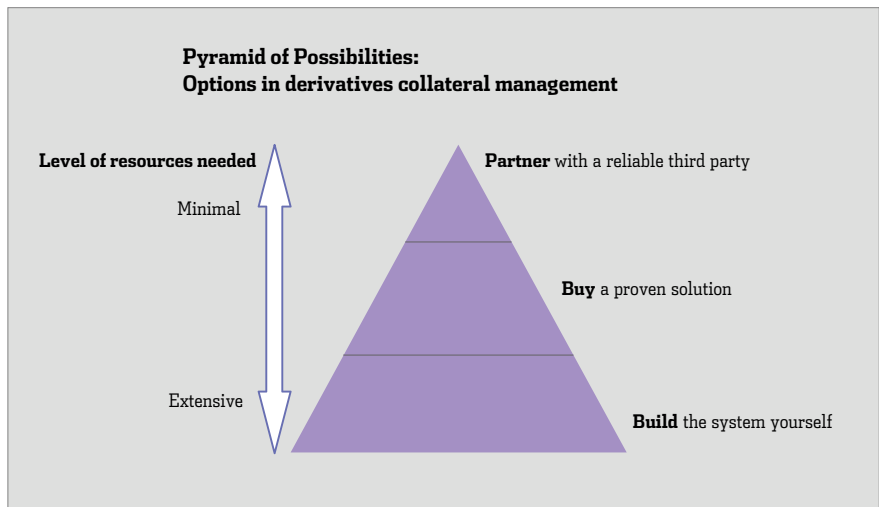 Pyramid of Possibilities:
Options in derivatives collateral management
Level of resources needed
Partner with a reliable third party
Minimal
Buy a proven solution
Extensive
Build the system yourself